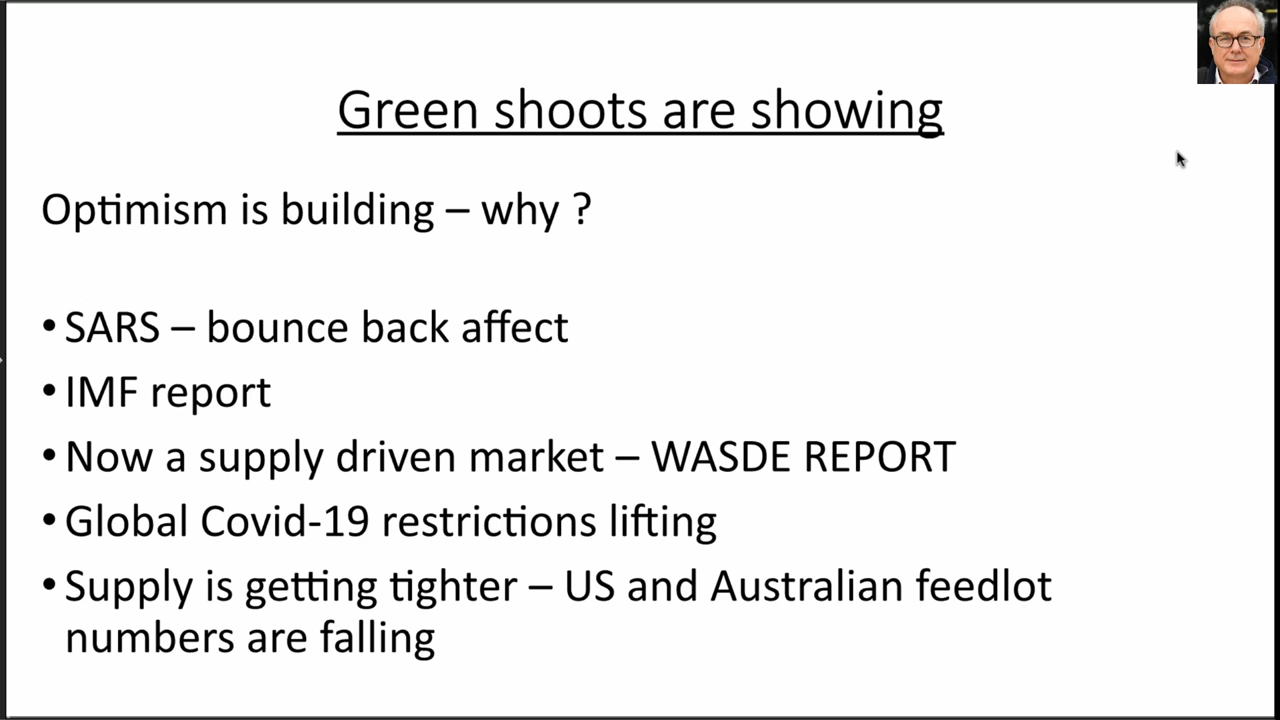 Green shoots are showing
Optimism is building – why ?
• SARS – bounce back affect
• IMF report
• Now a supply driven market – WASDE REPORT
• Global Covid-19 restrictions lifting
• Supply is getting tighter – US and Australian feedlot
numbers are falling